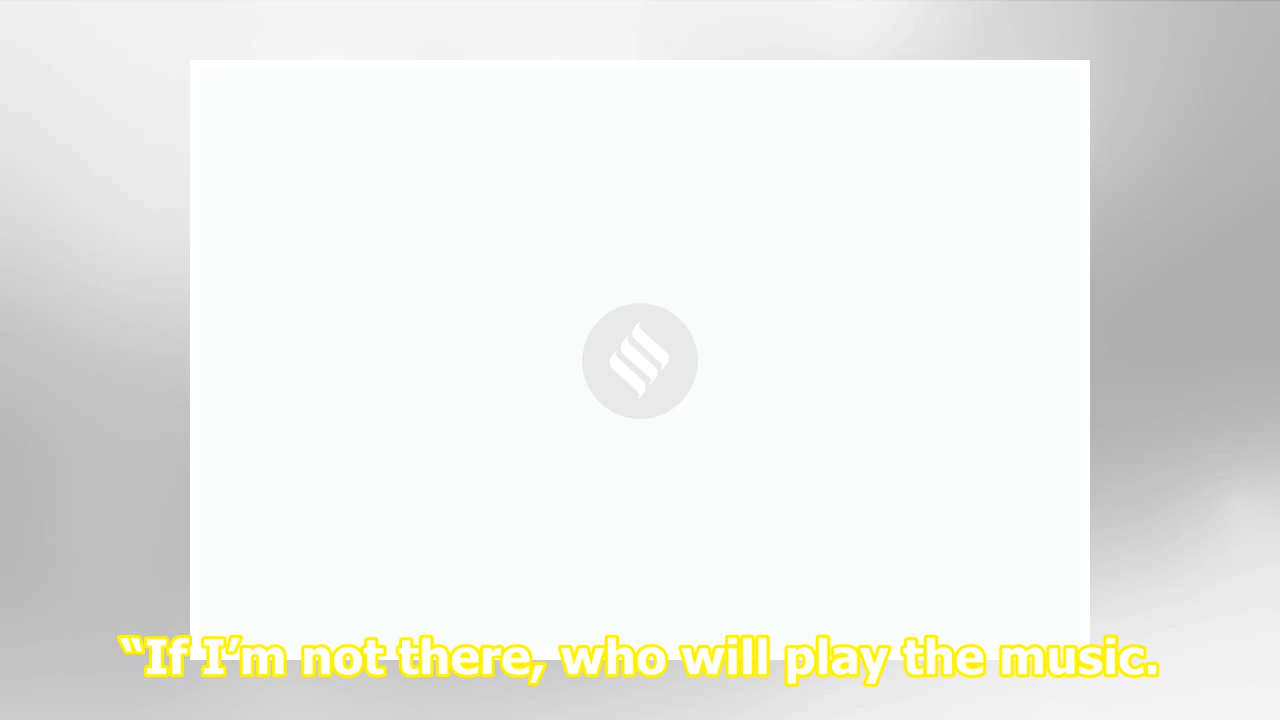 “If I’m not there, who will play the music.